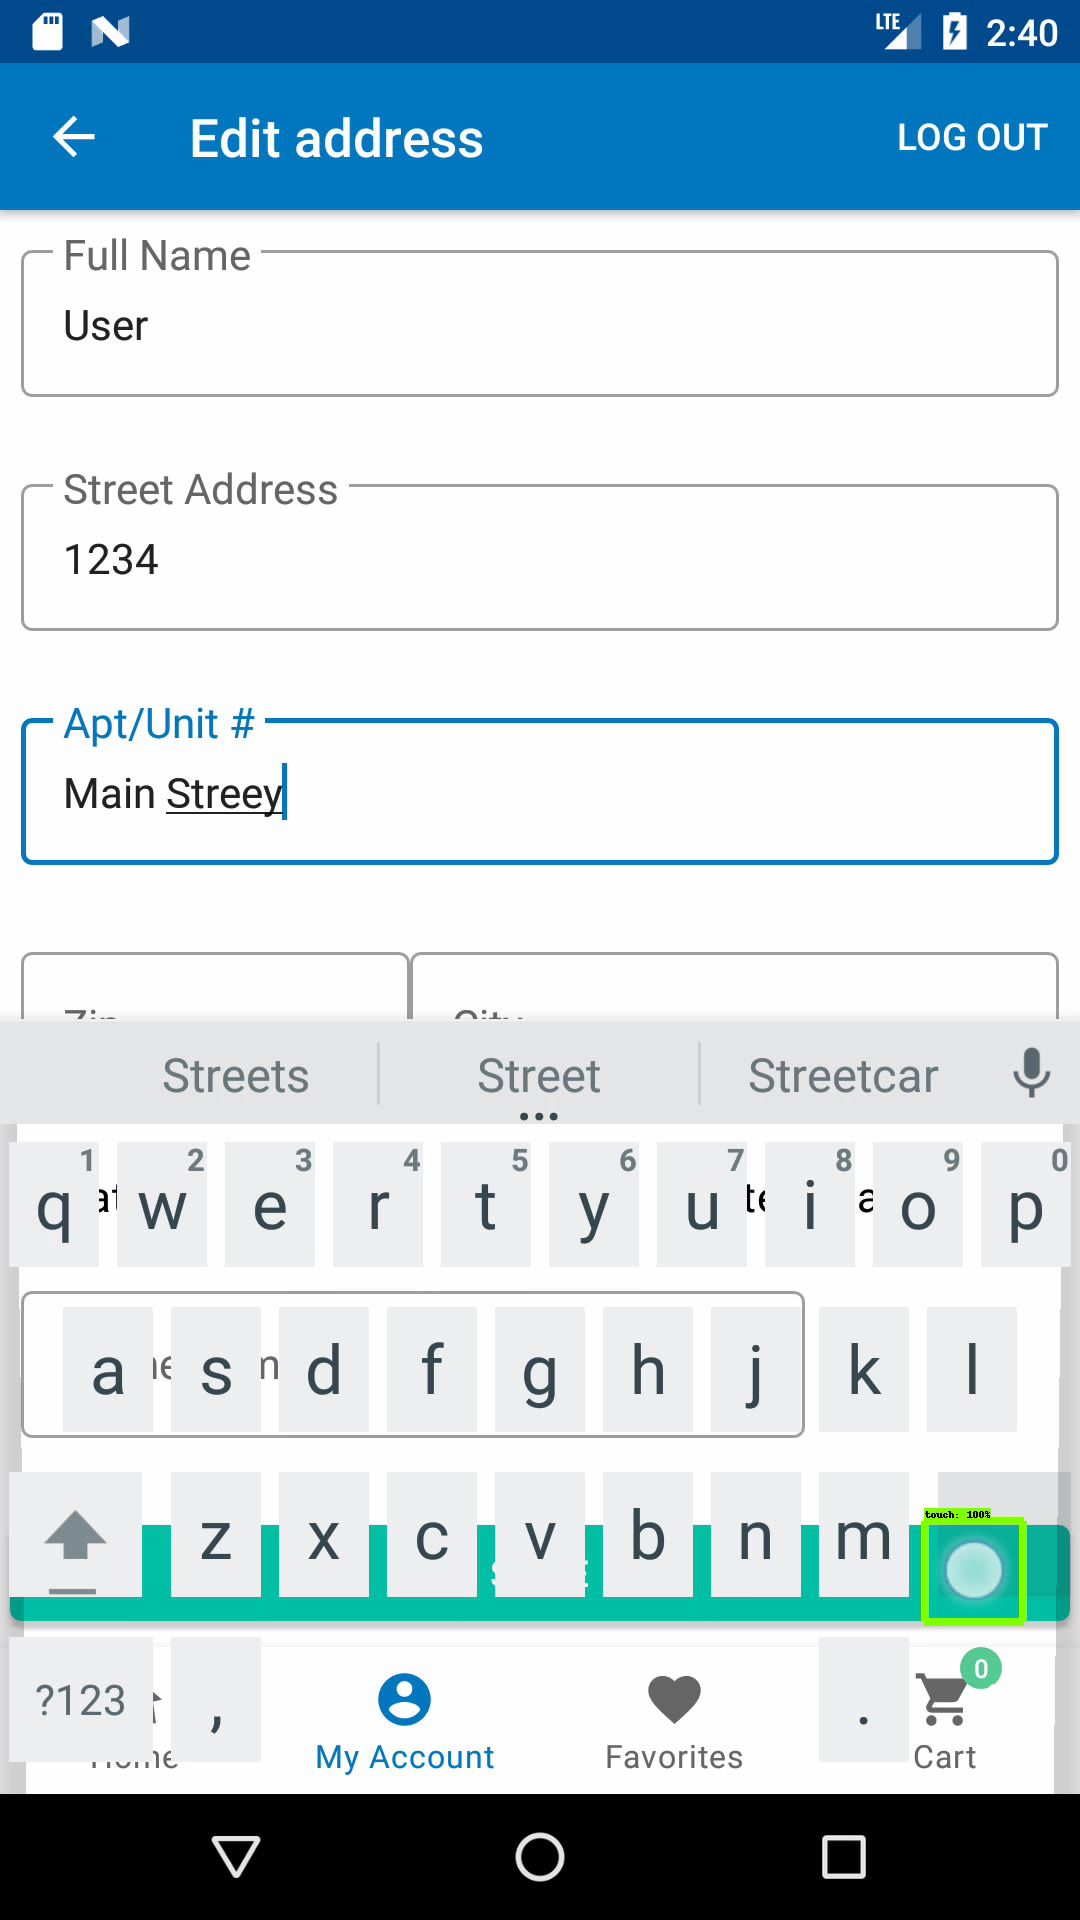 LTE 2:40
Edit address LOG OUT
Full Name
User
Street Address
1234
Apt/Unit #
Main Streey
Zip City
Streets Street Streetcar
1 2 3 4 5 6 7 8 9 0
q w e r t y u i o p
a s d f g h j k l
touch: 100%
z x c v b n m
0
?123 , .
Home My Account Favorites Cart